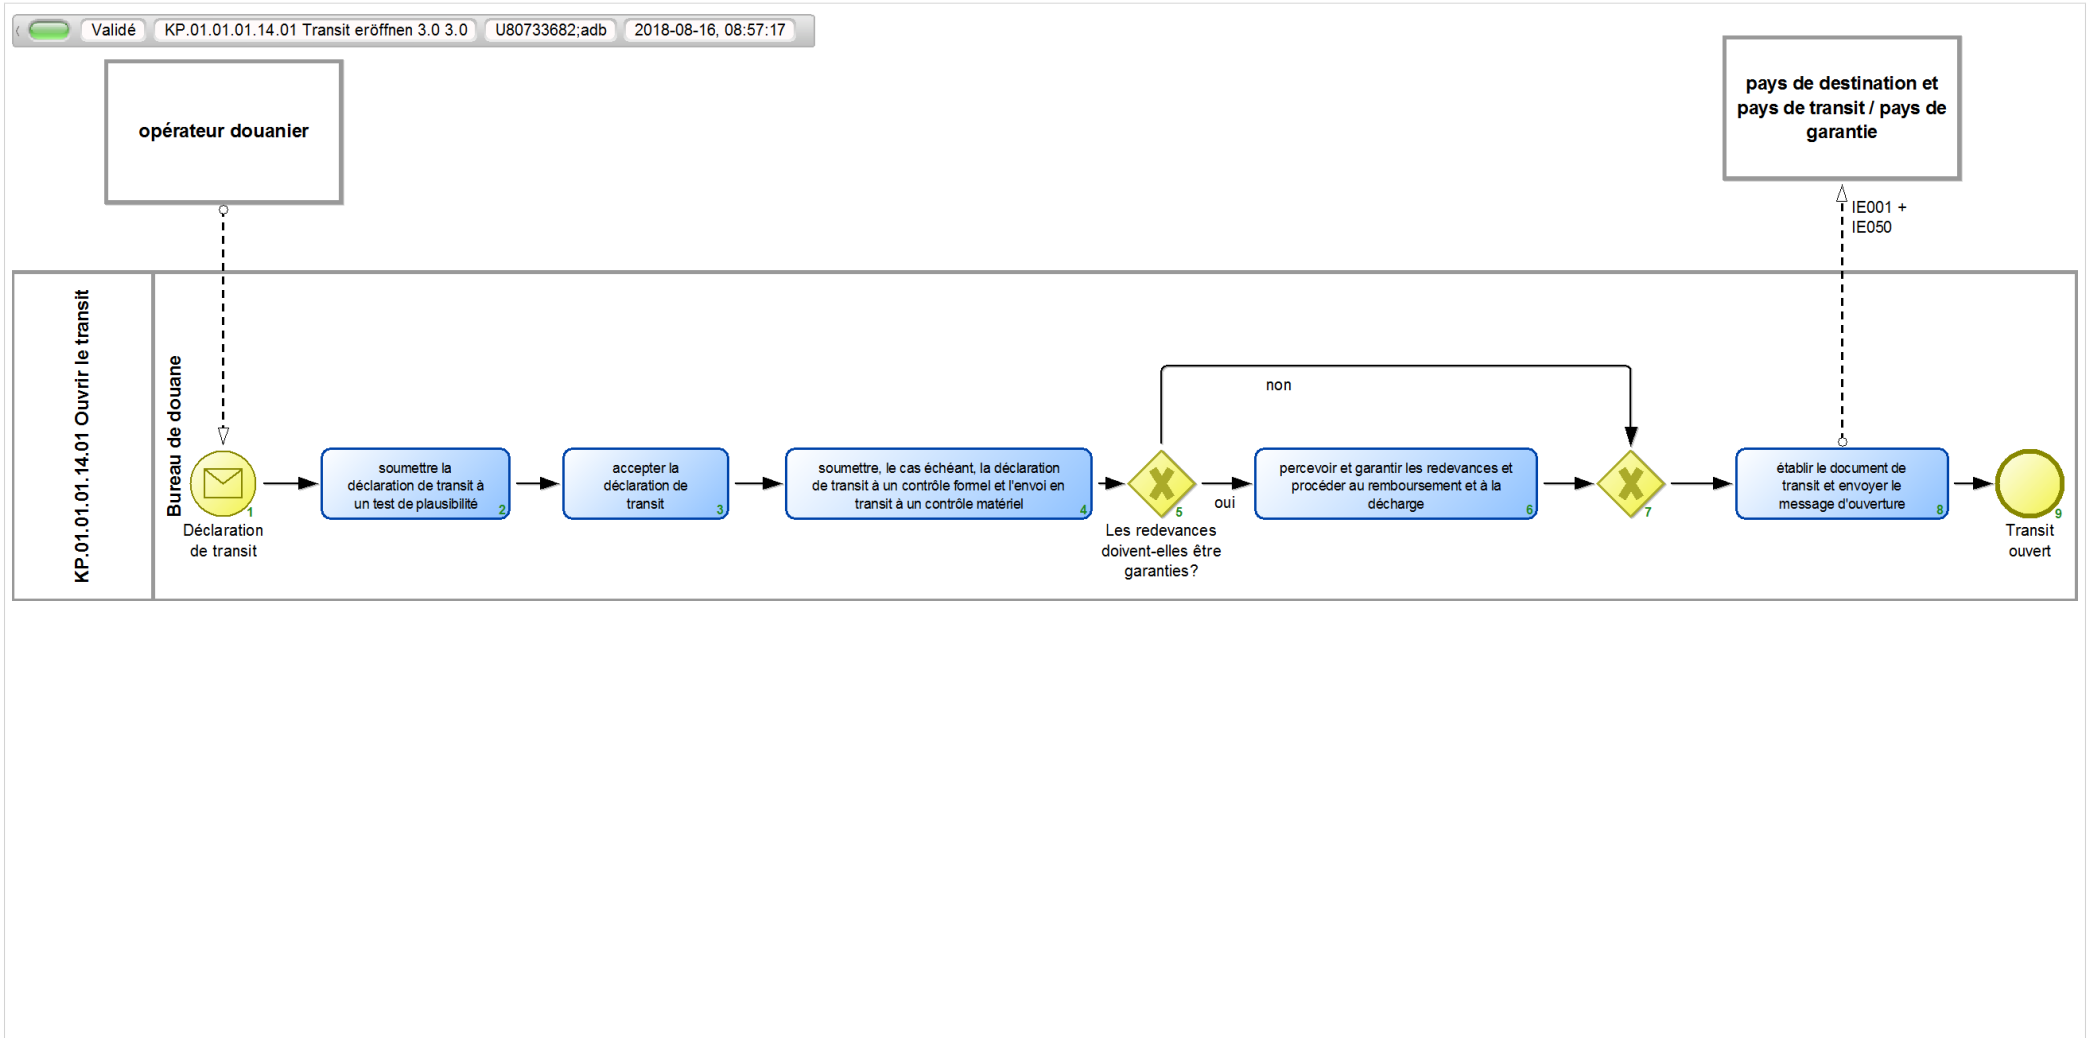 Validé KP.01.01.01.14.01 Transit eröffnen 3.0 3.0 U80733682;adb 2018-08-16, 08:57:17
opérateur douanier
pays de destination et
pays de transit / pays de
garantie
IE001 +
IE050
KP.01.01.01.14.01 Ouvrir le transit
Bureau de douane
1
Déclaration
de transit
soumettre la
déclaration de transit à
un test de plausibilité
2
accepter la
déclaration de
transit
3
soumettre, le cas échéant, la déclaration
de transit à un contrôle formel et l'envoi en
transit à un contrôle matériel
4
5
Les redevances
doivent-elles être
garanties?
non
oui
percevoir et garantir les redevances et
procéder au remboursement et à la
décharge
6
7
établir le document de
transit et envoyer le
message d'ouverture
8
9
Transit
ouvert